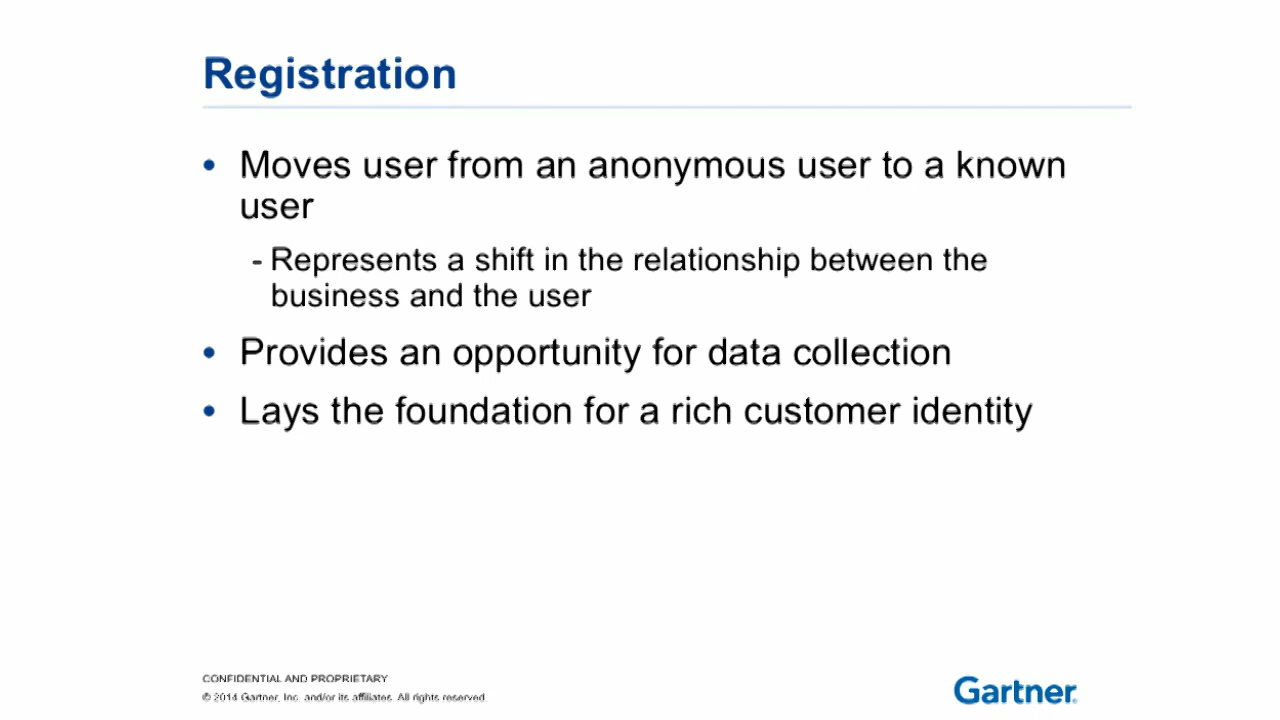 Registration
• Moves user from an anonymous user to a known
user
- Represents a shift in the relationship between the
business and the user
• Provides an opportunity for data collection
• Lays the foundation for a rich customer identity
CONFIDENTIAL AND PROPRIETARY
© 2014 Gartner, Inc. and/or its affiliates. All rights reserved.
Gartner